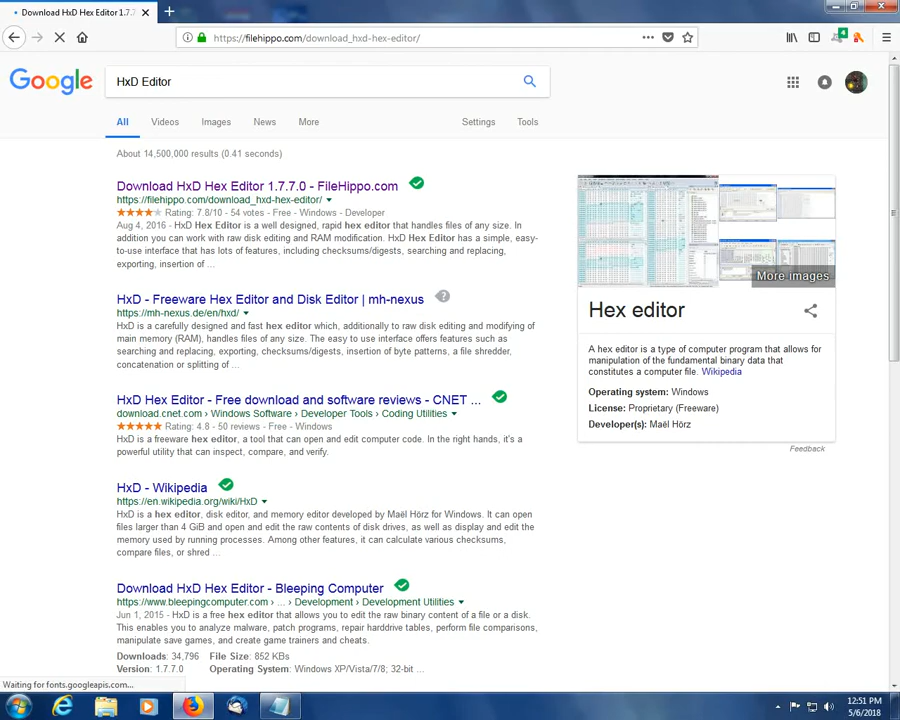 Download HxD Hex Editor 1.7.7
https://filehippo.com/download_hxd-hex-editor/
Google
HxD Editor
All Videos Images News More Settings Tools
About 14,500,000 results (0.41 seconds)
Download HxD Hex Editor 1.7.7.0 - FileHippo.com
https://filehippo.com/download_hxd-hex-editor/
Rating: 7.8/10 - 54 votes - Free - Windows - Developer
Aug 4, 2016 - HxD Hex Editor is a well designed, rapid hex editor that handles files of any size. In
addition you can work with raw disk editing and RAM modification. HxD Hex Editor has a simple, easy-
to-use interface that has lots of features, including checksums/digests, searching and replacing,
exporting, insertion of ...
HxD - Freeware Hex Editor and Disk Editor | mh-nexus
https://mh-nexus.de/en/hxd/
HxD is a carefully designed and fast hex editor which, additionally to raw disk editing and modifying of
main memory (RAM), handles files of any size. The easy to use interface offers features such as
searching and replacing, exporting, checksums/digests, insertion of byte patterns, a file shredder,
concatenation or splitting of ...
HxD Hex Editor - Free download and software reviews - CNET ...
download.cnet.com › Windows Software › Developer Tools › Coding Utilities
Rating: 4.8 - 50 reviews - Free - Windows
HxD is a freeware hex editor, a tool that can open and edit computer code. In the right hands, it's a
powerful utility that can inspect, compare, and verify.
HxD - Wikipedia
https://en.wikipedia.org/wiki/HxD
HxD is a hex editor, disk editor, and memory editor developed by Maël Hörz for Windows. It can open
files larger than 4 GiB and open and edit the raw contents of disk drives, as well as display and edit the
memory used by running processes. Among other features, it can calculate various checksums,
compare files, or shred ...
Download HxD Hex Editor - Bleeping Computer
https://www.bleepingcomputer.com › ... › Development › Development Utilities
Jun 1, 2015 - HxD is a free hex editor that allows you to edit the raw binary content of a file or a disk.
This enables you to analyze malware, patch programs, repair harddrive tables, perform file comparisons,
manipulate save games, and create game trainers and cheats.
Downloads: 34,796 File Size: 852 KBs
Version: 1.7.7.0 Operating System: Windows XP/Vista/7/8; 32-bit ...
More images
Hex editor
A hex editor is a type of computer program that allows for
manipulation of the fundamental binary data that
constitutes a computer file. Wikipedia
Operating system: Windows
License: Proprietary (Freeware)
Developer(s): Maël Hörz
Feedback
Waiting for fonts.googleapis.com...
12:51 PM
5/6/2018